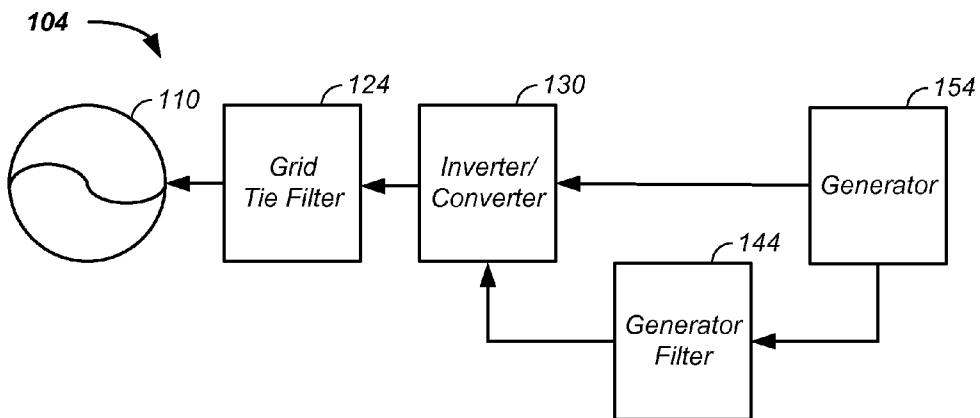 104
110
124
130
154
Grid
Tie Filter
Inverter/
Converter
Generator
144
Generator
Filter